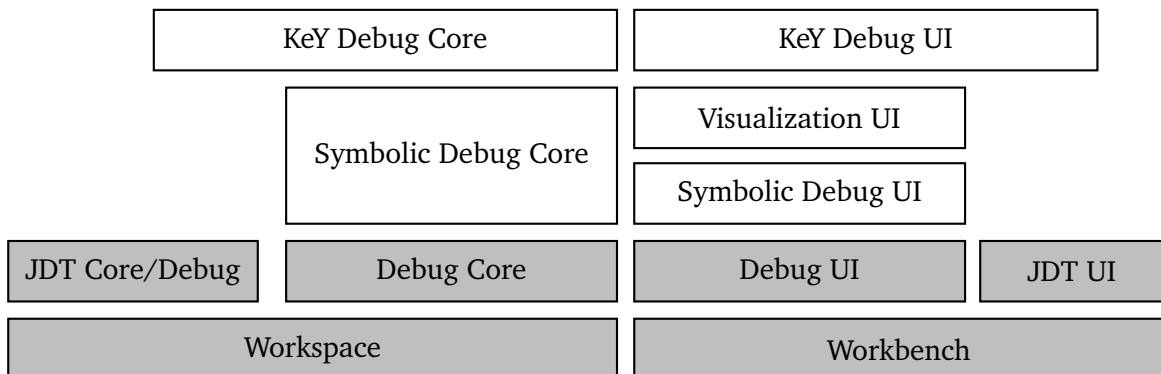 KeY Debug Core
KeY Debug UI
Visualization UI
Symbolic Debug Core
Symbolic Debug UI
JDT Core/Debug
Debug Core
Debug UI
JDT UI
Workspace
Workbench